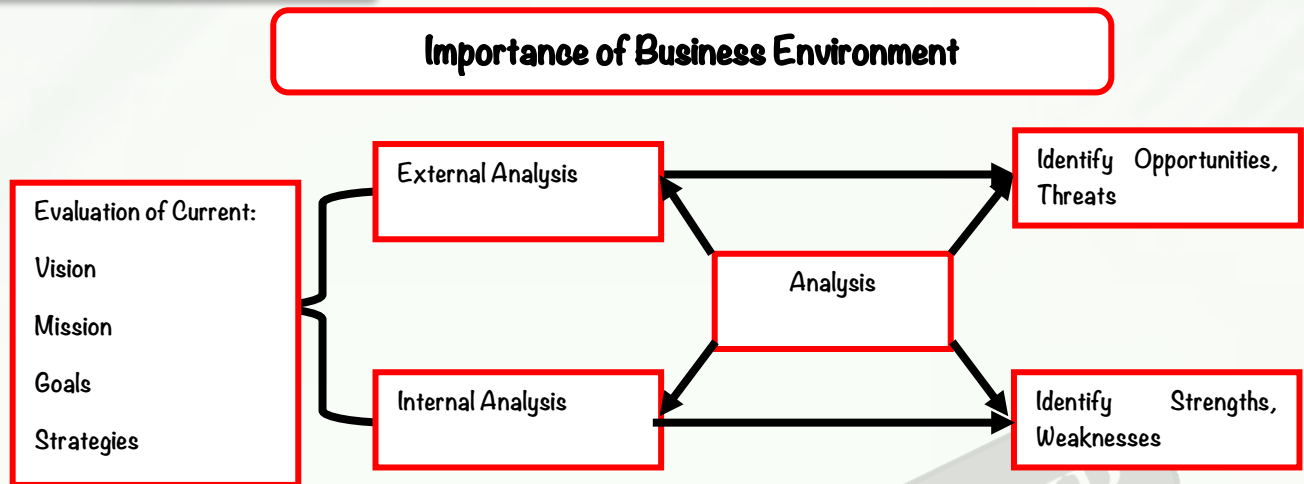 Importance of Business Environment
Evaluation of Current:
Vision
Mission
Goals
Strategies
External Analysis
Internal Analysis
Analysis
Identify Opportunities,
Threats
Identify Strengths,
Weaknesses